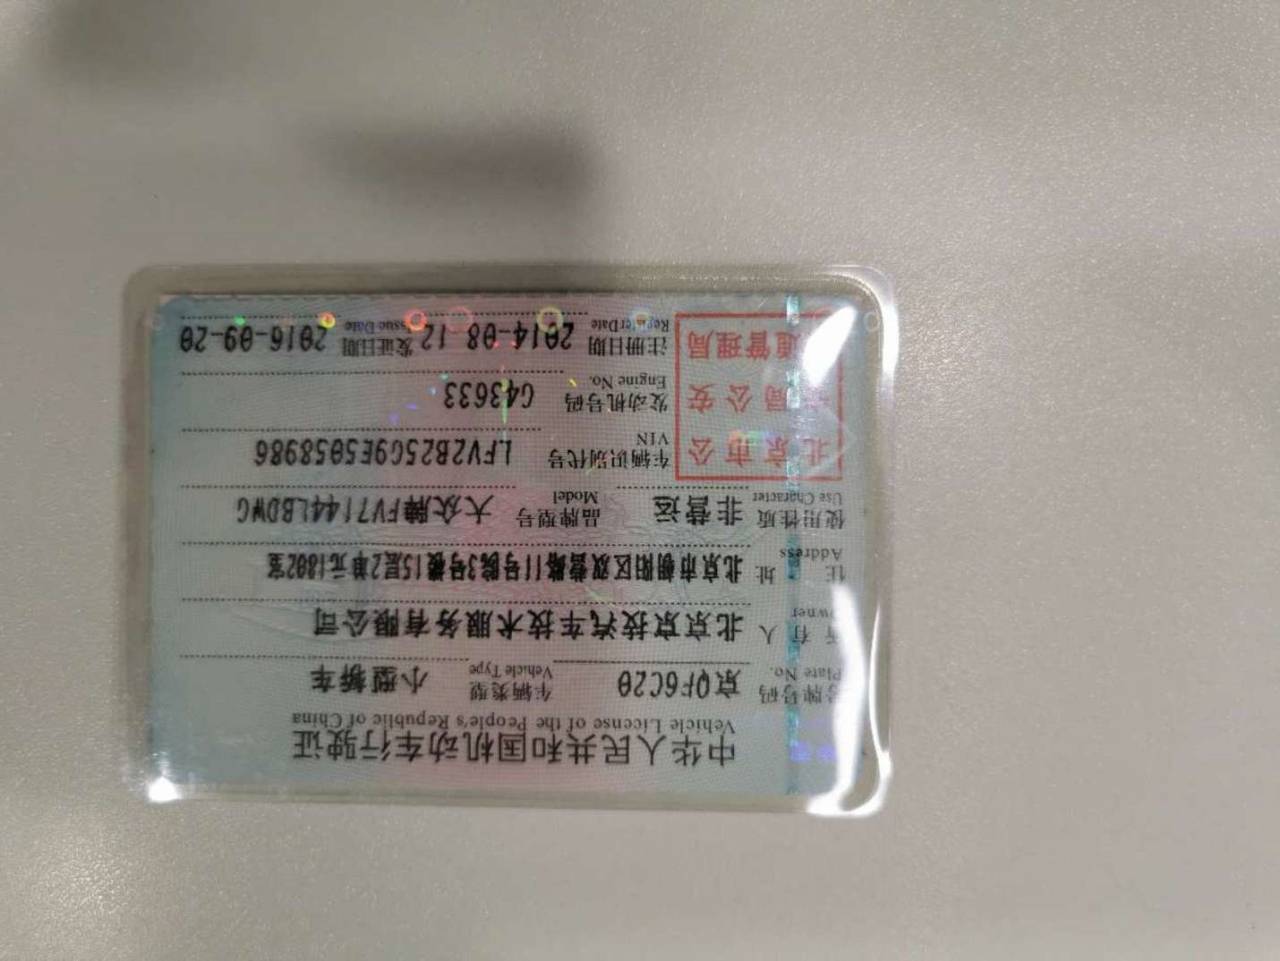 中华人民共和国机动车行驶证
Vehicle License of the People's Republic of China
号牌号码 Plate No. 京QF6C20 车辆类型 Vehicle Type 小型轿车
所有人 Owner 北京京技汽车技术服务有限公司
住址 Address 北京市朝阳区双营路11号院3号楼15层2单元1802室
使用性质 Use Character 非营运 品牌型号 Model 大众牌FV7144LBDWG
车辆识别代号 VIN LFV2B25G9E5058986
发动机号码 Engine No. G43633
注册日期 Register Date 2014-08-12 发证日期 Issue Date 2016-09-20
北京市公
安局公安
交通管理局